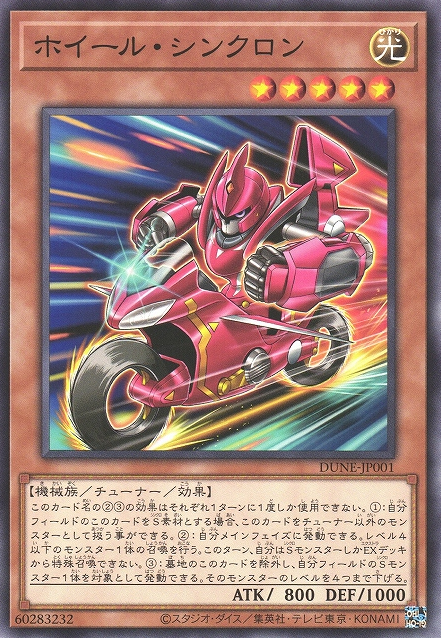 ホイール・シンクロン
光
DUNE-JP001
【機械族／チューナー／効果】
このカード名の②③の効果はそれぞれ1ターンに1度しか使用できない。①:自分
フィールドのこのカードをS素材とする場合、このカードをチューナー以外のモン
スターとして扱う事ができる。②:自分メインフェイズに発動できる。レベル4
以下のモンスター1体の召喚を行う。このターン、自分はSモンスターしかEXデッキ
から特殊召喚できない。③:墓地のこのカードを除外し、自分フィールドのSモンス
ター1体を対象として発動できる。そのモンスターのレベルを4つまで下げる。
ATK/ 800 DEF/1000
60283232
©スタジオ・ダイス／集英社・テレビ東京・KONAMI